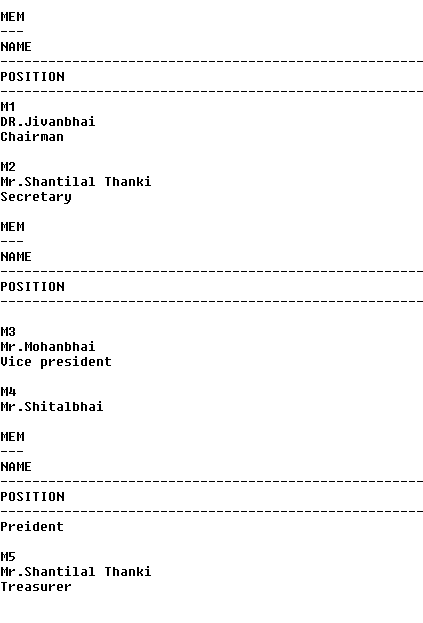 MEM
---
NAME
-----------------------------------------------------
POSITION
-----------------------------------------------------
M1
DR.Jivanbhai
Chairman
M2
Mr.Shantilal Thanki
Secretary
MEM
---
NAME
-----------------------------------------------------
POSITION
-----------------------------------------------------
M3
Mr.Mohanbhai
Vice president
M4
Mr.Shitalbhai
MEM
---
NAME
-----------------------------------------------------
POSITION
-----------------------------------------------------
Preident
M5
Mr.Shantilal Thanki
Treasurer